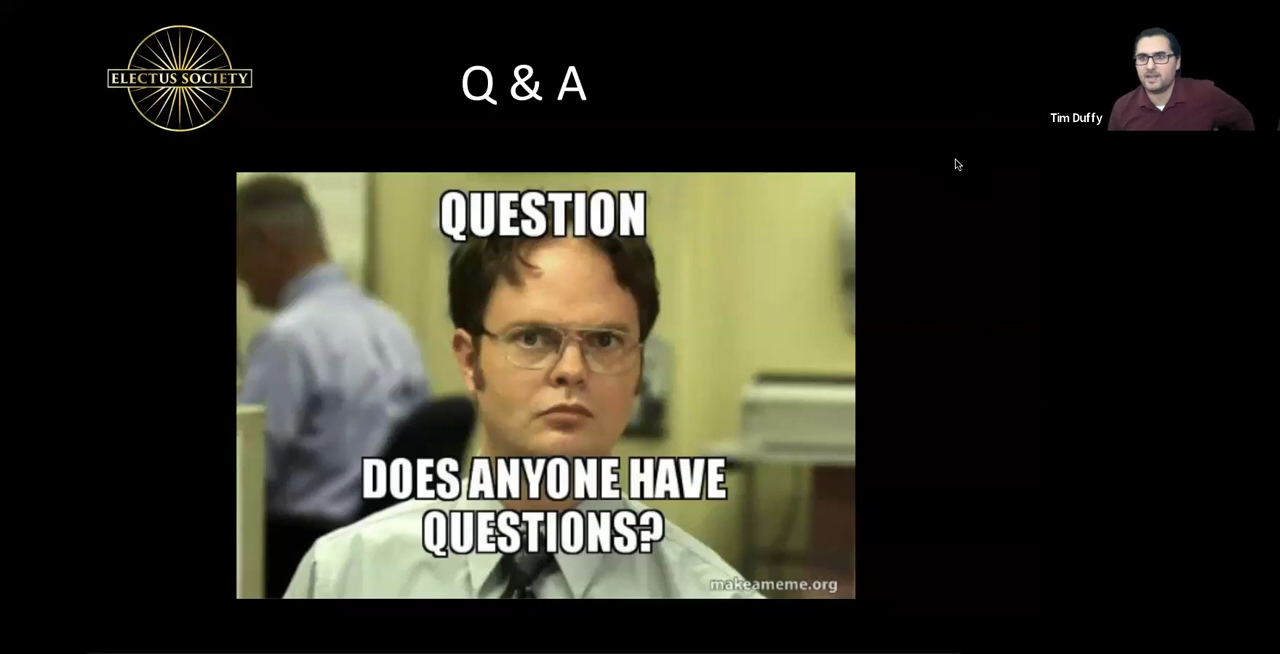 ELECTUS SOCIETY
Q & A
Tim Duffy
QUESTION
DOES ANYONE HAVE
QUESTIONS?
makeameme.org